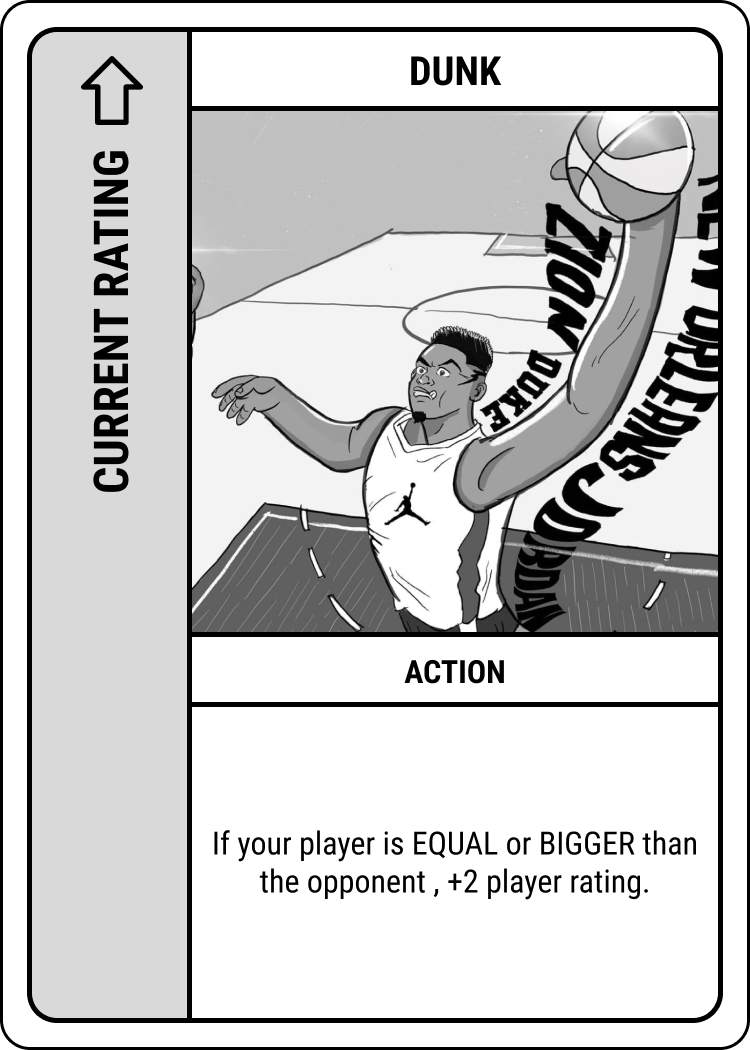 DUNK
CURRENT RATING
ZION
DUKE
NEW ORLEANS
JORDAN
ACTION
If your player is EQUAL or BIGGER than
the opponent , +2 player rating.